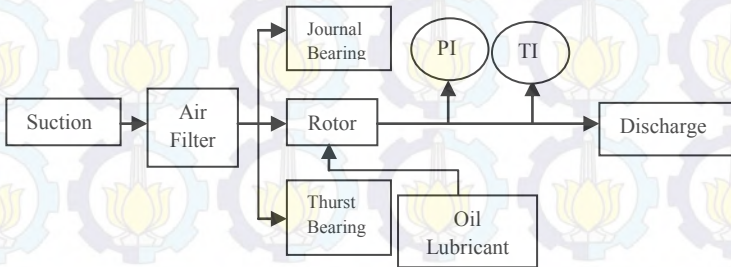 Journal
Bearing
PI
TI
Suction
Air
Filter
Rotor
Discharge
Thurst
Bearing
Oil
Lubricant